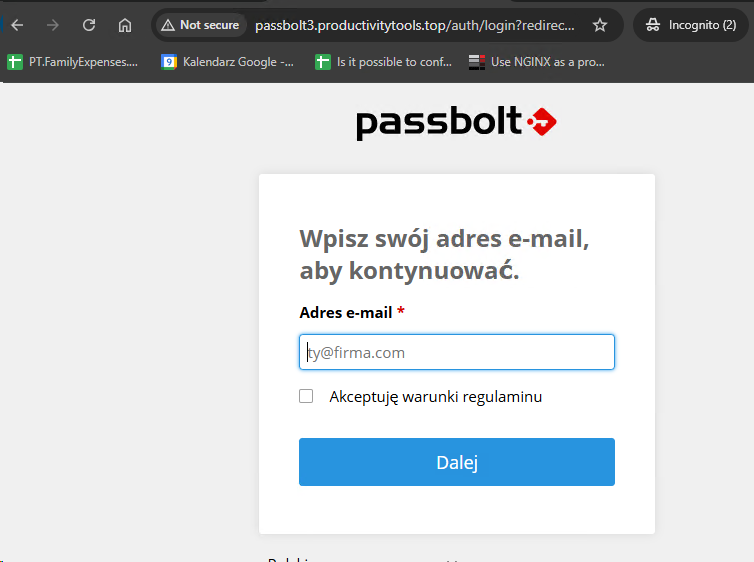 Not secure
passbolt3.productivitytools.top/auth/login?redirec...
Incognito (2)
PT.FamilyExpenses....
Kalendarz Google -...
Is it possible to conf...
Use NGINX as a pro...
passbolt
Wpisz swój adres e-mail,
aby kontynuować.
Adres e-mail *
ty@firma.com
Akceptuję warunki regulaminu
Dalej